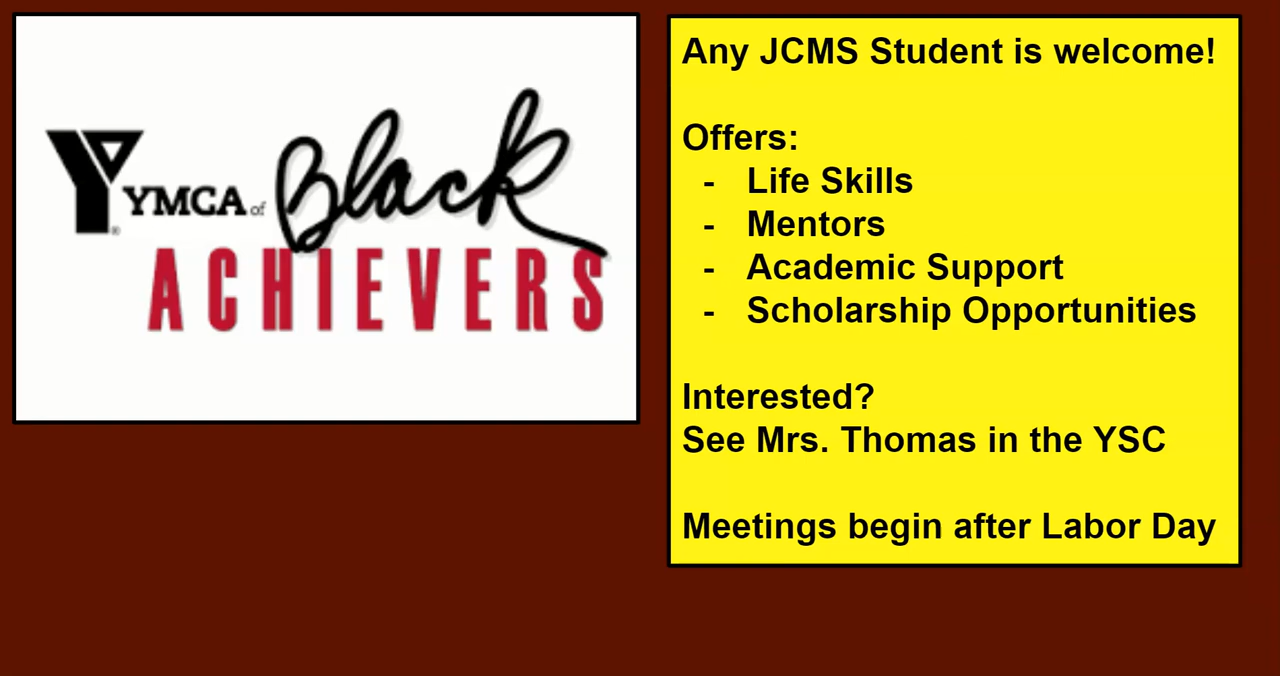 YMCA of Black
ACHIEVERS
Any JCMS Student is welcome!
Offers:
- Life Skills
- Mentors
- Academic Support
- Scholarship Opportunities
Interested?
See Mrs. Thomas in the YSC
Meetings begin after Labor Day